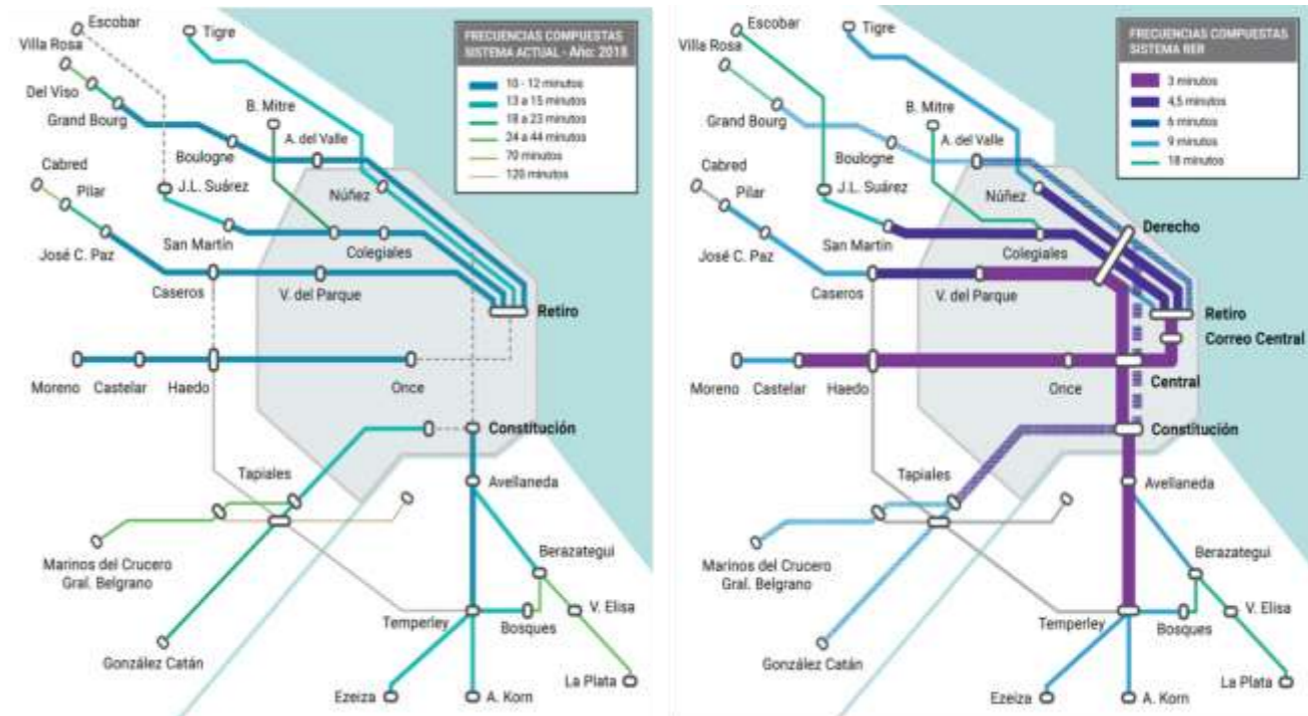 Escobar
Tigre
Villa Rosa
Del Viso
Grand Bourg
B. Mitre
A. del Valle
Boulogne
Cabred
Pilar
J.L. Suárez
Núñez
San Martín
Colegiales
José C. Paz
Caseros
V. del Parque
Retiro
Moreno
Castelar
Haedo
Once
Constitución
Tapiales
Avellaneda
Marinos del Crucero
Gral. Belgrano
Berazategui
V. Elisa
Temperley
Bosques
González Catán
La Plata
Ezeiza
A. Korn
FRECUENCIAS COMPUESTAS
SISTEMA ACTUAL - Año: 2018
10 - 12 minutos
13 a 15 minutos
18 a 23 minutos
24 a 44 minutos
70 minutos
120 minutos
Escobar
Tigre
Villa Rosa
Grand Bourg
B. Mitre
A. del Valle
Boulogne
Cabred
Pilar
J.L. Suárez
Núñez
Derecho
San Martín
Colegiales
José C. Paz
Caseros
V. del Parque
Retiro
Correo Central
Moreno
Castelar
Haedo
Once
Central
Constitución
Tapiales
Avellaneda
Marinos del Crucero
Gral. Belgrano
Berazategui
V. Elisa
Temperley
Bosques
González Catán
La Plata
Ezeiza
A. Korn
FRECUENCIAS COMPUESTAS
SISTEMA RER
3 minutos
4,5 minutos
6 minutos
9 minutos
18 minutos